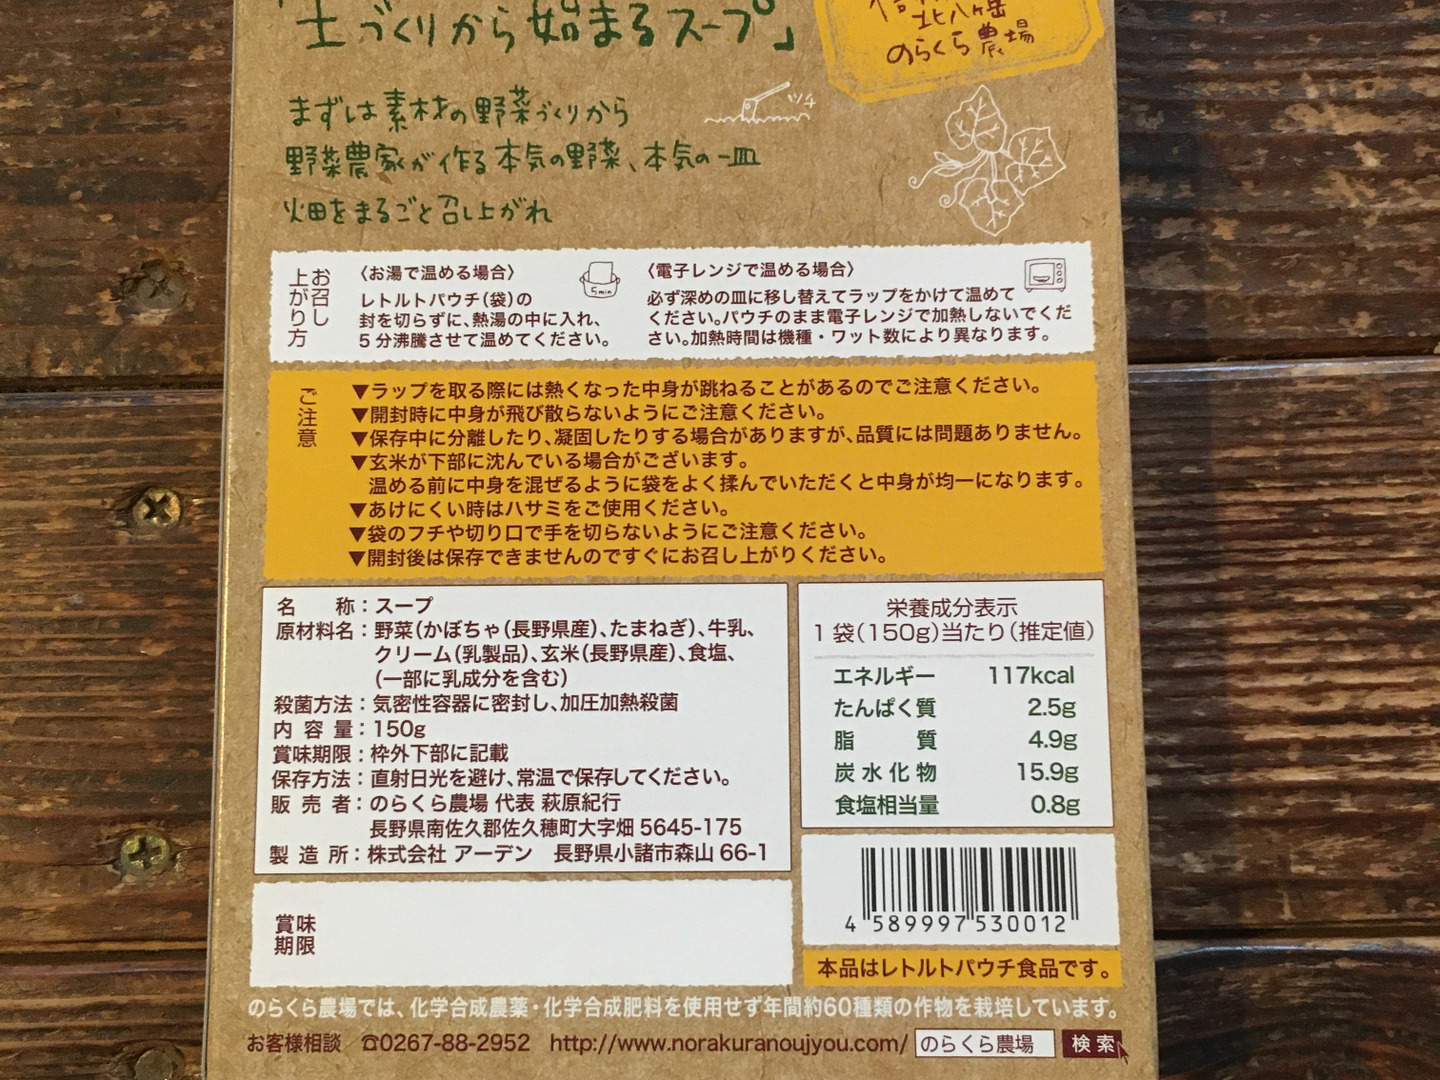 「土づくりから始まるスープ」
北八ヶ岳
のらくら農場
まずは素材の野菜づくりから
野菜農家が作る本気の野菜、本気の一皿
畑をまるごと召し上がれ
お召し上がり方
〈お湯で温める場合〉
レトルトパウチ(袋)の
封を切らずに、熱湯の中に入れ、
5分沸騰させて温めてください。
5min
〈電子レンジで温める場合〉
必ず深めの皿に移し替えてラップをかけて温めて
ください。パウチのまま電子レンジで加熱しないでくだ
さい。加熱時間は機種・ワット数により異なります。
ご注意
▼ラップを取る際には熱くなった中身が跳ねることがあるのでご注意ください。
▼開封時に中身が飛び散らないようにご注意ください。
▼保存中に分離したり、凝固したりする場合がありますが、品質には問題ありません。
▼玄米が下部に沈んでいる場合がございます。
温める前に中身を混ぜるように袋をよく揉んでいただくと中身が均一になります。
▼あけにくい時はハサミをご使用ください。
▼袋のフチや切り口で手を切らないようにご注意ください。
▼開封後は保存できませんのですぐにお召し上がりください。
名称：スープ
原材料名：野菜(かぼちゃ(長野県産)、たまねぎ)、牛乳、
クリーム(乳製品)、玄米(長野県産)、食塩、
(一部に乳成分を含む)
殺菌方法：気密性容器に密封し、加圧加熱殺菌
内容量：150g
賞味期限：枠外下部に記載
保存方法：直射日光を避け、常温で保存してください。
販売者：のらくら農場 代表 萩原紀行
長野県南佐久郡佐久穂町大字畑 5645-175
製造所：株式会社 アーデン 長野県小諸市森山 66-1
栄養成分表示
1袋(150g)当たり(推定値)
エネルギー 117kcal
たんぱく質 2.5g
脂質 4.9g
炭水化物 15.9g
食塩相当量 0.8g
4 589997 530012
賞味
期限
本品はレトルトパウチ食品です。
のらくら農場では、化学合成農薬・化学合成肥料を使用せず年間約60種類の作物を栽培しています。
お客様相談 ☎0267-88-2952 http://www.norakuranoujyou.com/ のらくら農場 検索